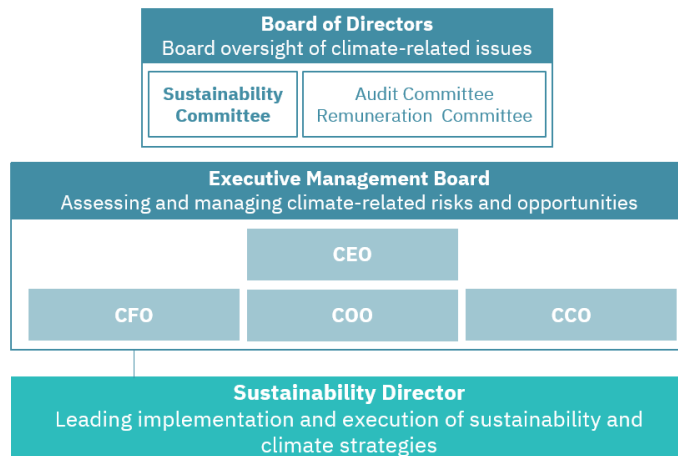 Board of Directors
Board oversight of climate-related issues
Sustainability
Committee
Audit Committee
Remuneration Committee
Executive Management Board
Assessing and managing climate-related risks and opportunities
CEO
CFO
COO
CCO
Sustainability Director
Leading implementation and execution of sustainability and
climate strategies